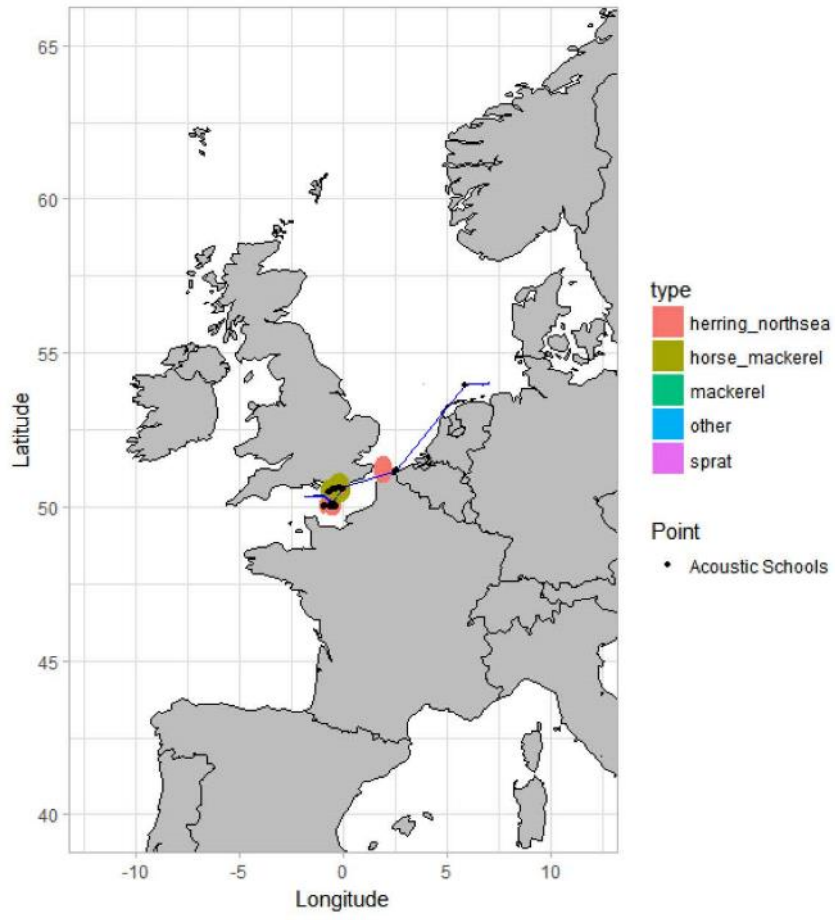 65
60
55
50
45
40
Latitude
-10 -5 0 5 10
Longitude
type
herring_northsea
horse_mackerel
mackerel
other
sprat
Point
Acoustic Schools